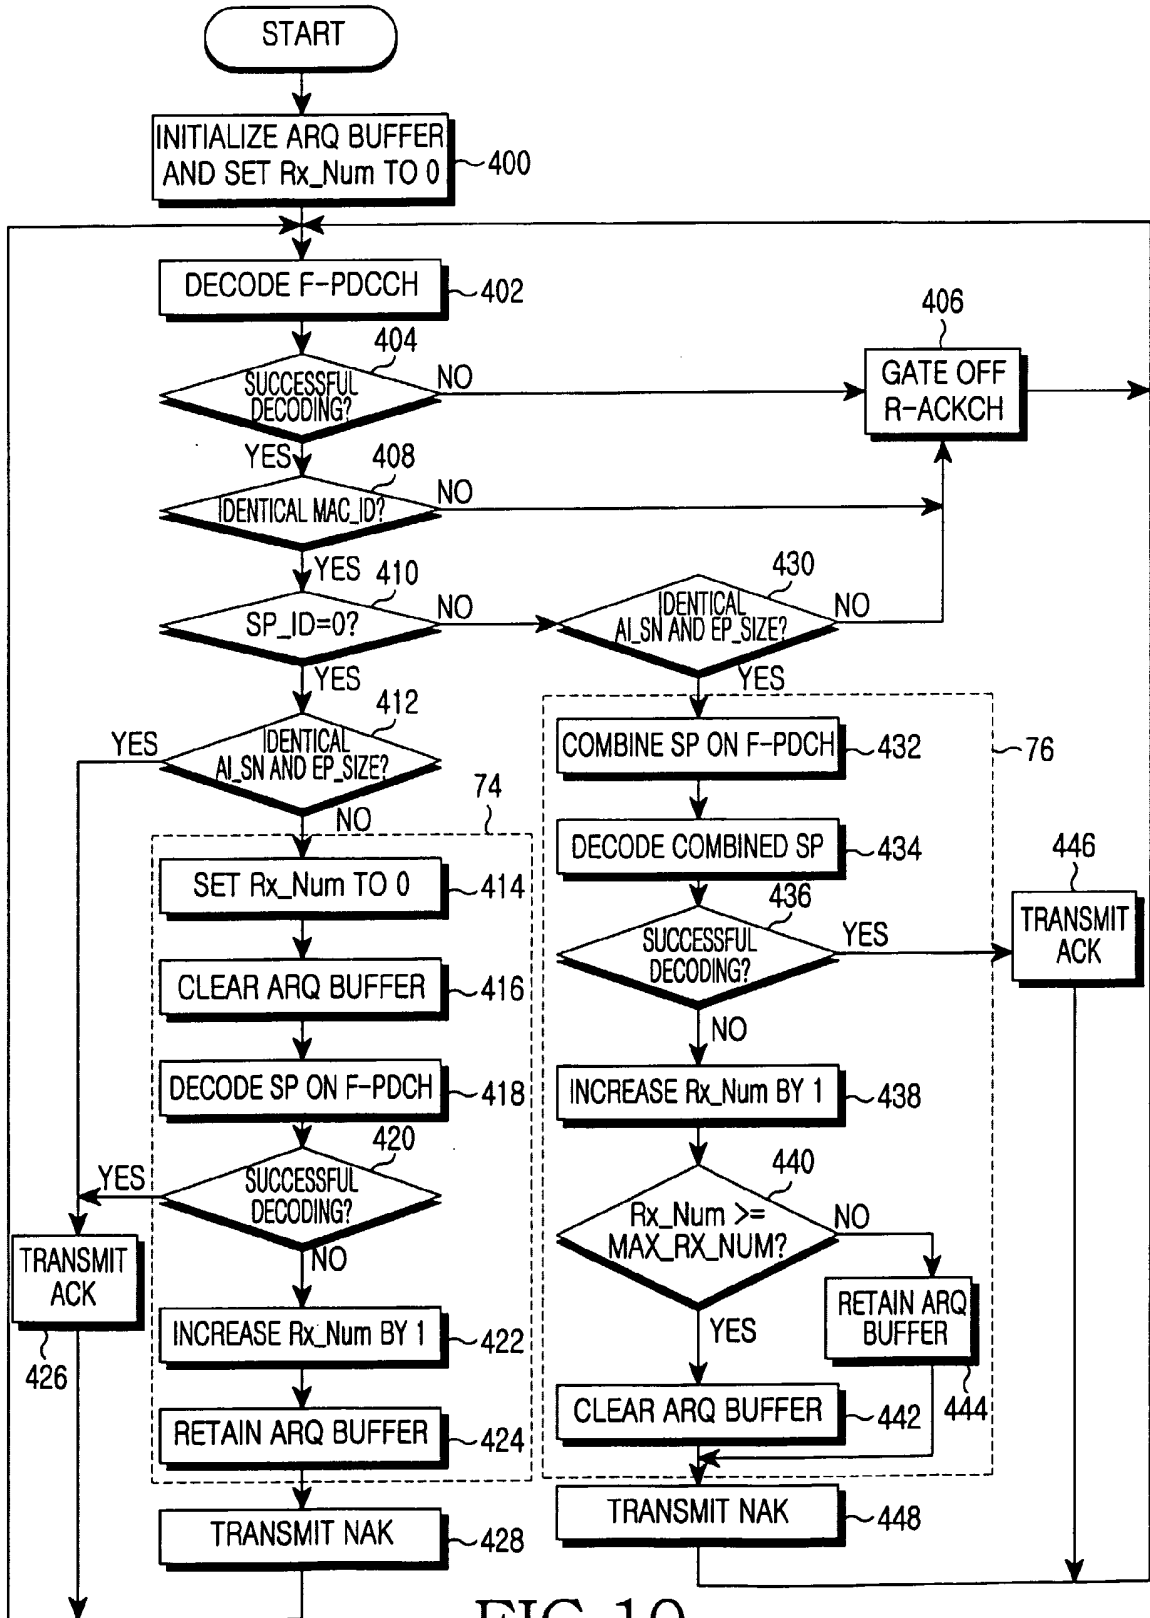 START
INITIALIZE ARQ BUFFER
AND SET Rx_Num TO 0
400
DECODE F-PDCCH
402
404
SUCCESSFUL
DECODING?
NO
YES
406
GATE OFF
R-ACKCH
408
IDENTICAL MAC_ID?
NO
YES
410
SP_ID=0?
NO
YES
430
IDENTICAL
AI_SN AND EP_SIZE?
NO
YES
412
IDENTICAL
AI_SN AND EP_SIZE?
YES
NO
74
76
COMBINE SP ON F-PDCH
432
DECODE COMBINED SP
434
436
SUCCESSFUL
DECODING?
YES
NO
446
TRANSMIT
ACK
SET Rx_Num TO 0
414
CLEAR ARQ BUFFER
416
DECODE SP ON F-PDCH
418
420
SUCCESSFUL
DECODING?
YES
NO
INCREASE Rx_Num BY 1
438
440
Rx_Num >=
MAX_RX_NUM?
NO
YES
RETAIN ARQ
BUFFER
444
CLEAR ARQ BUFFER
442
TRANSMIT
ACK
426
INCREASE Rx_Num BY 1
422
RETAIN ARQ BUFFER
424
TRANSMIT NAK
428
TRANSMIT NAK
448
FIG.10